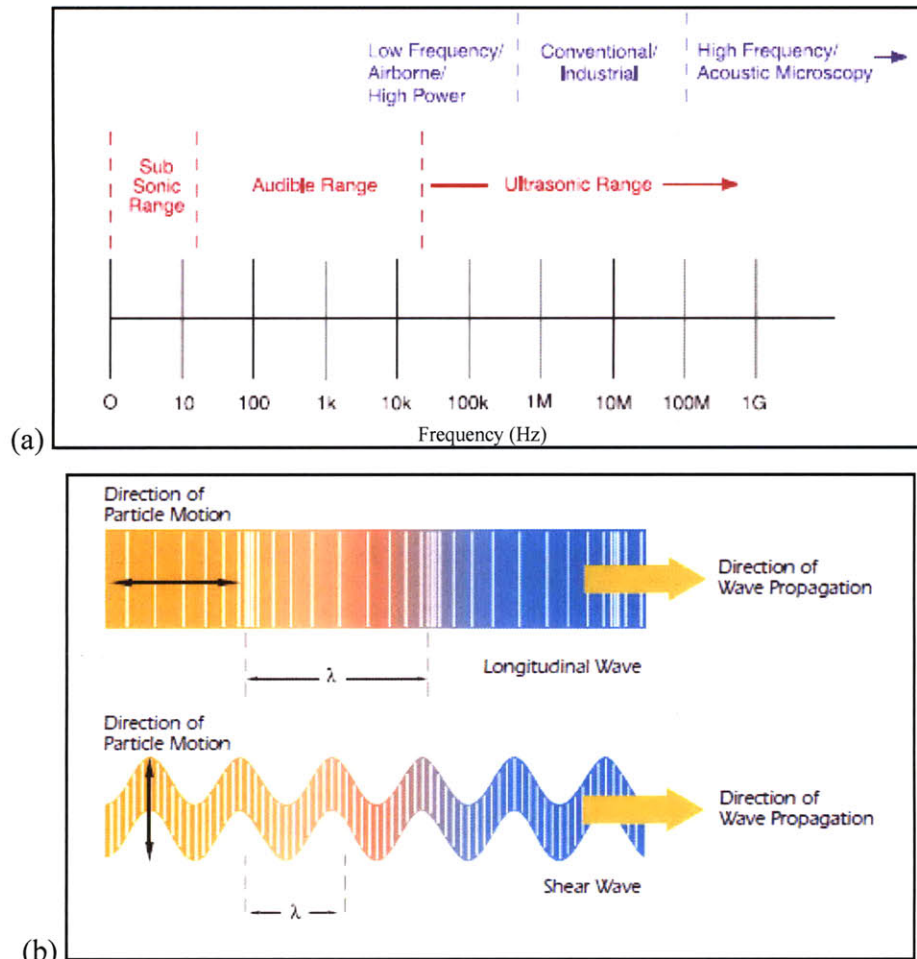 Low Frequency/
Airborne/
High Power
Conventional/
Industrial
High Frequency/
Acoustic Microscopy
Sub
Sonic
Range
Audible Range
Ultrasonic Range
O 10 100 1k 10k 100k 1M 10M 100M 1G
Frequency (Hz)
(a)
Direction of
Particle Motion
Direction of
Wave Propagation
Longitudinal Wave
λ
Direction of
Particle Motion
Direction of
Wave Propagation
Shear Wave
λ
(b)